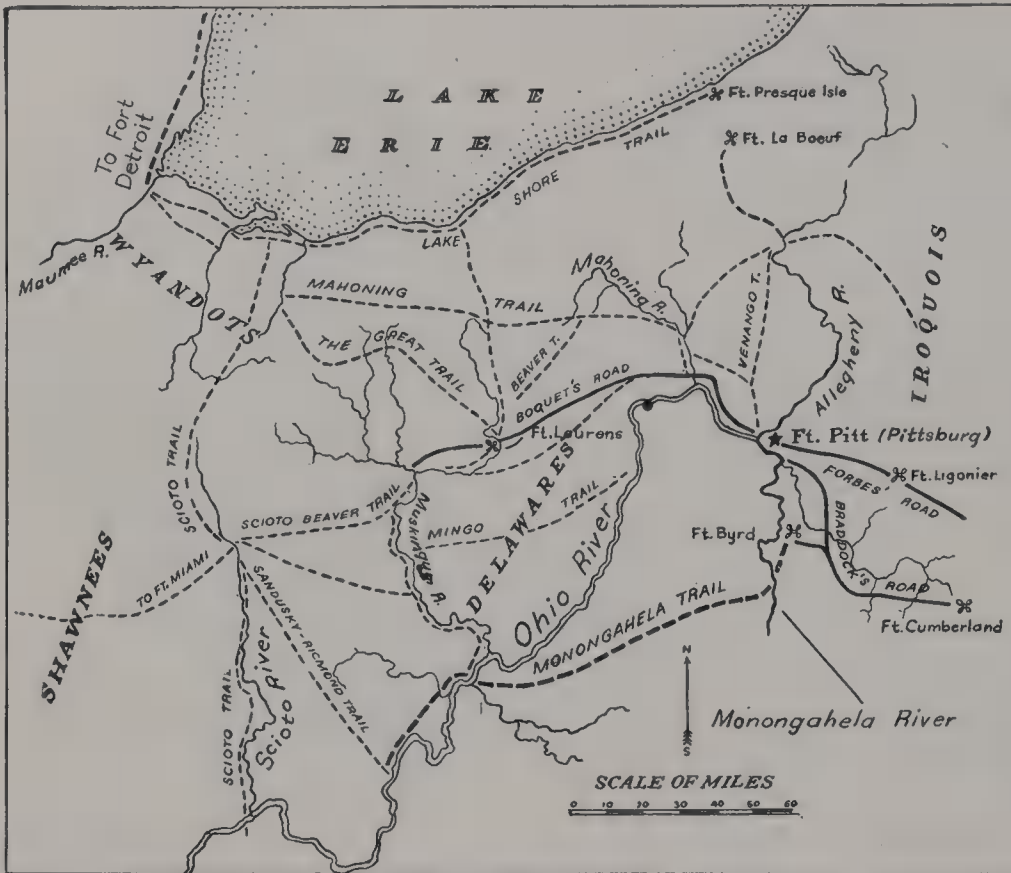 LAKE
ERIE
Ft. Presque Isle
Ft. La Boeuf
To Fort
Detroit
LAKE SHORE TRAIL
Maumee R.
WYANDOTS
MAHONING TRAIL
Mahoning R.
THE GREAT TRAIL
BEAVER T.
VENANGO T.
Allegheny R.
IROQUOIS
BOQUET'S ROAD
Ft. Laurens
Ft. Pitt (Pittsburg)
Ft. Ligonier
FORBES ROAD
SCIOTO TRAIL
SCIOTO BEAVER TRAIL
Muskingum R.
MINGO TRAIL
DELAWARES
Ohio River
Ft. Byrd
BRADDOCK'S ROAD
Ft. Cumberland
TO FT. MIAMI
SHAWNEES
SANDUSKY-RICHMOND TRAIL
MONONGAHELA TRAIL
SCIOTO TRAIL
Scioto River
N
S
Monongahela River
SCALE OF MILES
0 10 20 30 40 50 60